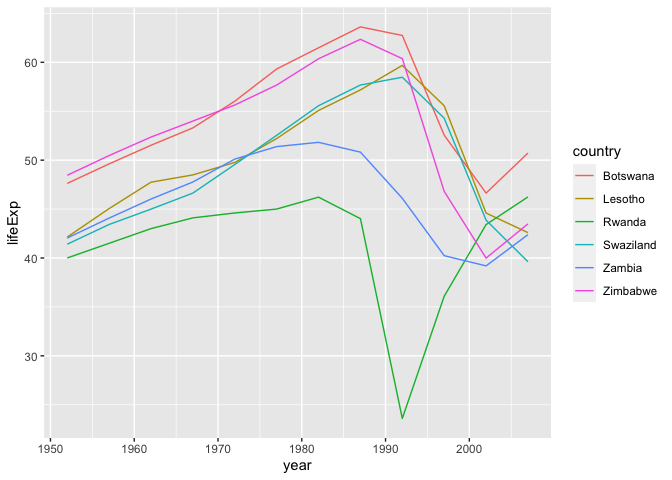 60
50
40
30
lifeExp
1950
1960
1970
1980
1990
2000
year
country
Botswana
Lesotho
Rwanda
Swaziland
Zambia
Zimbabwe